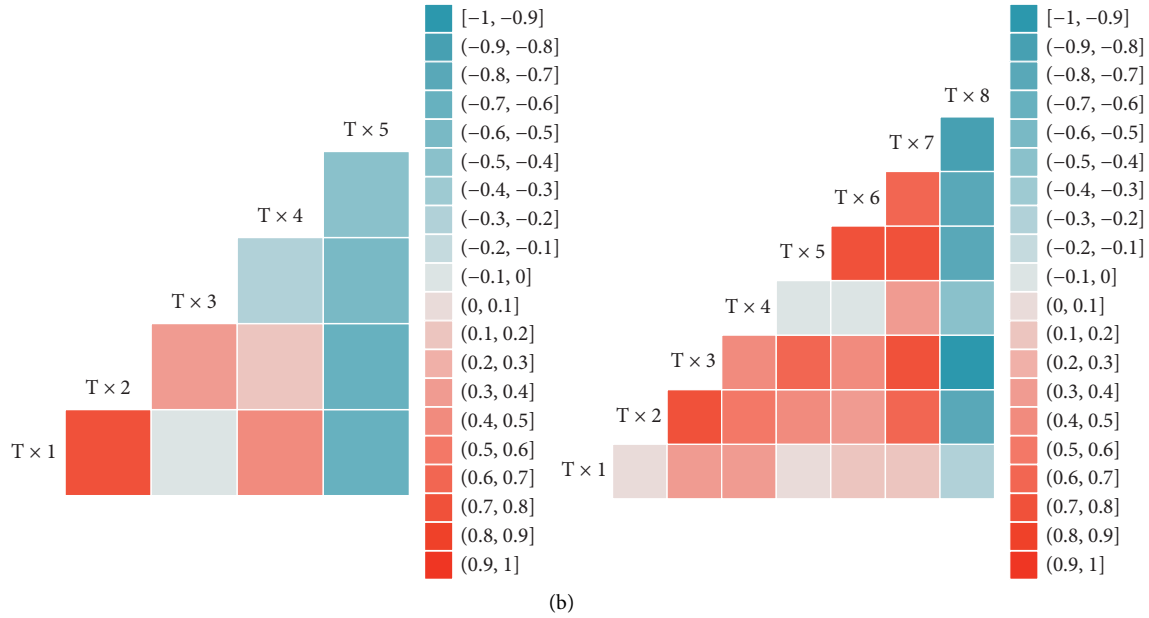 T × 5
T × 4
T × 3
T × 2
T × 1
[−1, −0.9]
(−0.9, −0.8]
(−0.8, −0.7]
(−0.7, −0.6]
(−0.6, −0.5]
(−0.5, −0.4]
(−0.4, −0.3]
(−0.3, −0.2]
(−0.2, −0.1]
(−0.1, 0]
(0, 0.1]
(0.1, 0.2]
(0.2, 0.3]
(0.3, 0.4]
(0.4, 0.5]
(0.5, 0.6]
(0.6, 0.7]
(0.7, 0.8]
(0.8, 0.9]
(0.9, 1]
T × 8
T × 7
T × 6
T × 5
T × 4
T × 3
T × 2
T × 1
[−1, −0.9]
(−0.9, −0.8]
(−0.8, −0.7]
(−0.7, −0.6]
(−0.6, −0.5]
(−0.5, −0.4]
(−0.4, −0.3]
(−0.3, −0.2]
(−0.2, −0.1]
(−0.1, 0]
(0, 0.1]
(0.1, 0.2]
(0.2, 0.3]
(0.3, 0.4]
(0.4, 0.5]
(0.5, 0.6]
(0.6, 0.7]
(0.7, 0.8]
(0.8, 0.9]
(0.9, 1]
(b)